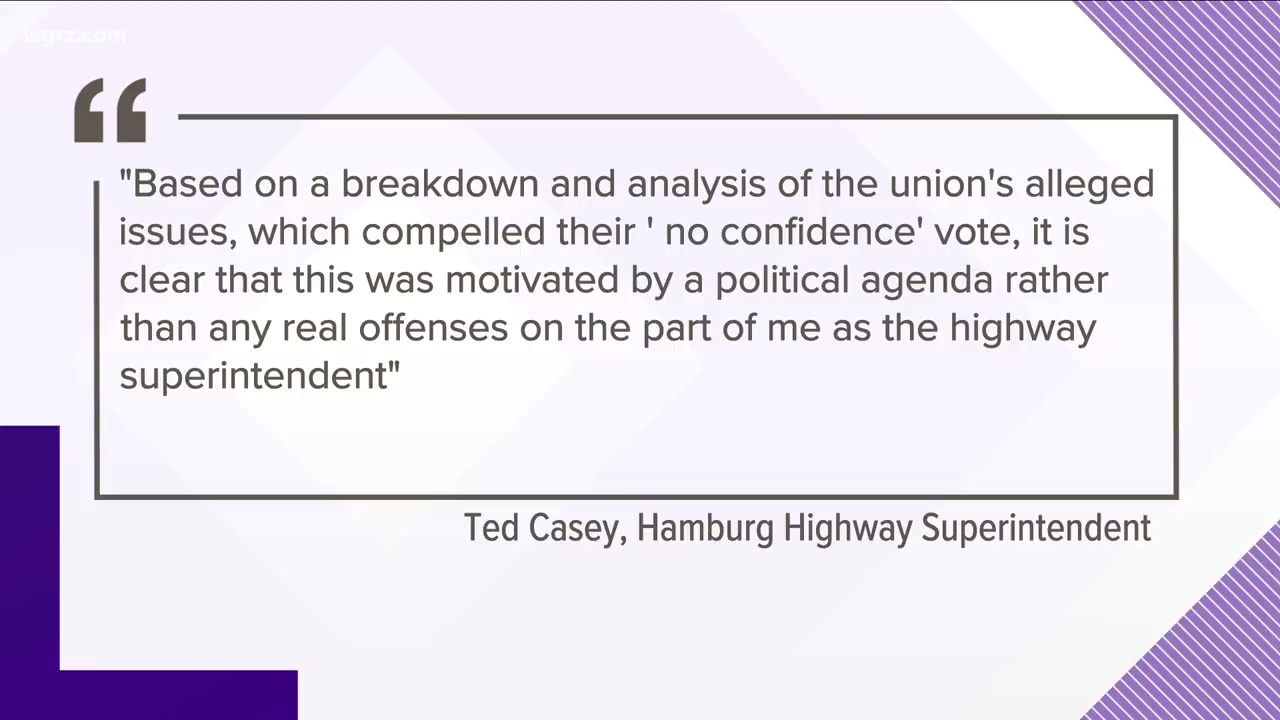 wgrz.com
"Based on a breakdown and analysis of the union's alleged
issues, which compelled their ' no confidence' vote, it is
clear that this was motivated by a political agenda rather
than any real offenses on the part of me as the highway
superintendent"
Ted Casey, Hamburg Highway Superintendent